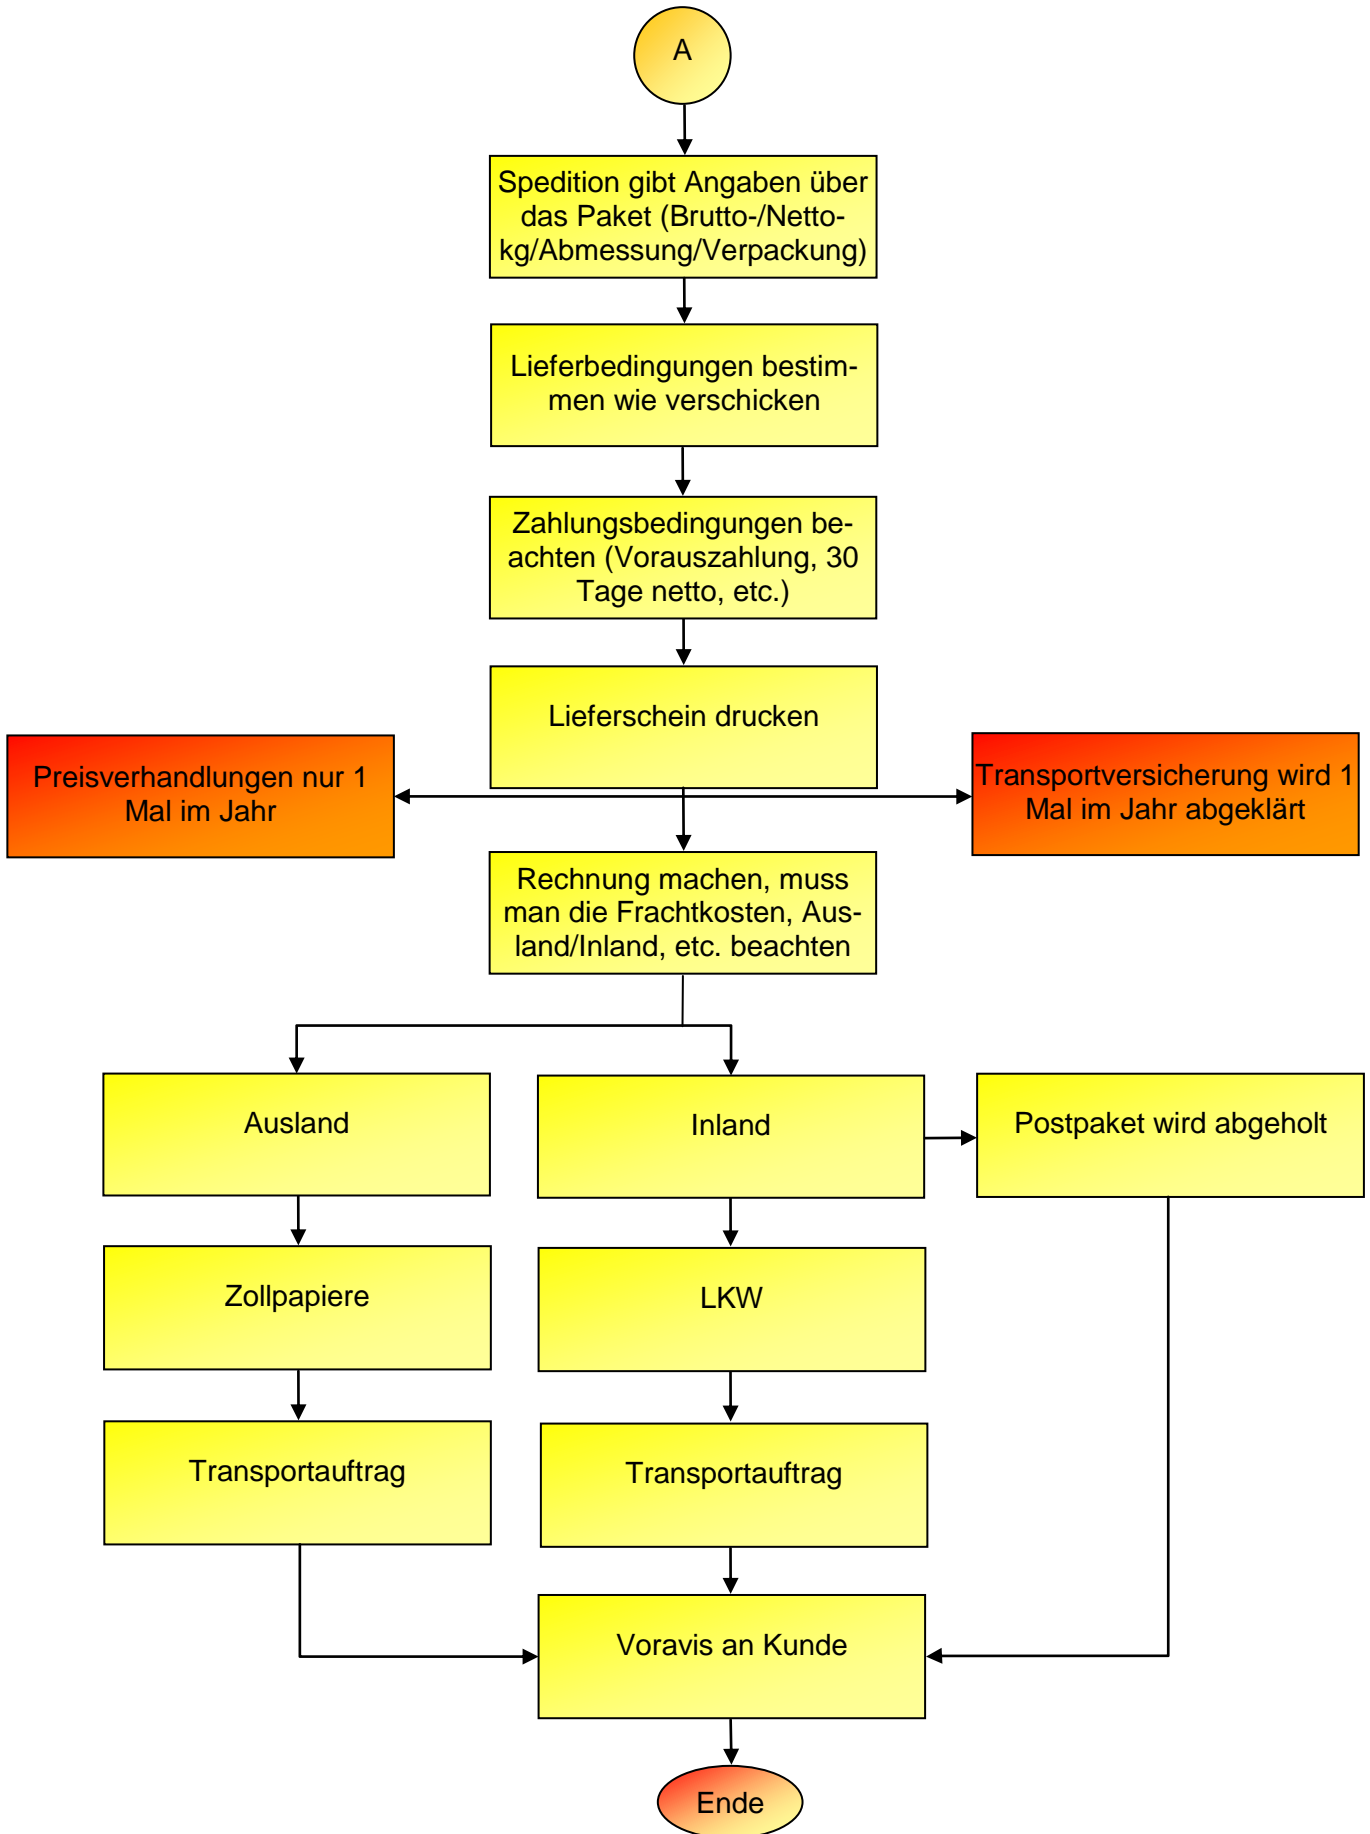 A
Spedition gibt Angaben über
das Paket (Brutto-/Netto-
kg/Abmessung/Verpackung)
Lieferbedingungen bestim-
men wie verschicken
Zahlungsbedingungen be-
achten (Vorauszahlung, 30
Tage netto, etc.)
Lieferschein drucken
Preisverhandlungen nur 1
Mal im Jahr
Transportversicherung wird 1
Mal im Jahr abgeklärt
Rechnung machen, muss
man die Frachtkosten, Aus-
land/Inland, etc. beachten
Ausland
Inland
Postpaket wird abgeholt
Zollpapiere
LKW
Transportauftrag
Transportauftrag
Voravis an Kunde
Ende